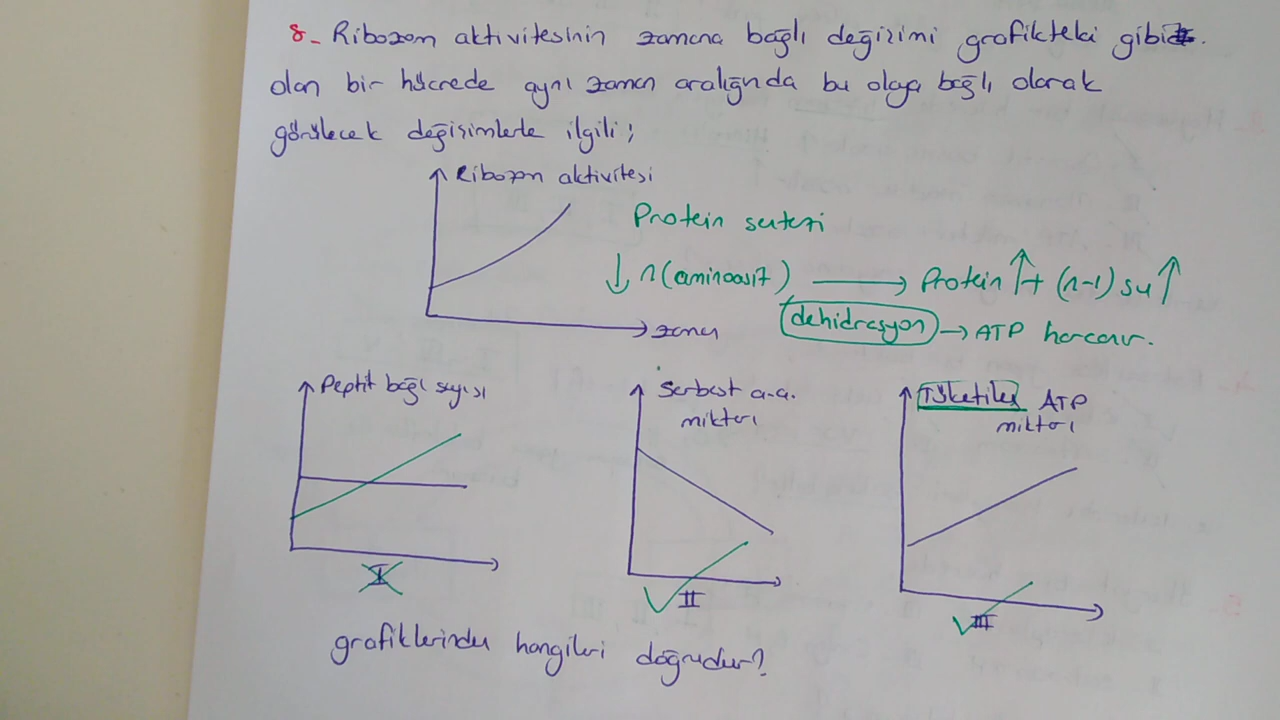 8- Ribozom aktivitesinin zamana bağlı değişimi grafikteki gibi
olan bir hücrede aynı zaman aralığında bu olaya bağlı olarak
görülecek değişimlerle ilgili;
Ribozom aktivitesi
zaman
Protein sentezi
↓ n(aminoasit) → Protein ↑ + (n-1) su ↑
dehidrasyon → ATP harcanır.
Peptit bağı sayısı
I
Serbest a.a.
miktarı
II
Tüketilen ATP
miktarı
III
grafiklerinden hangileri doğrudur?